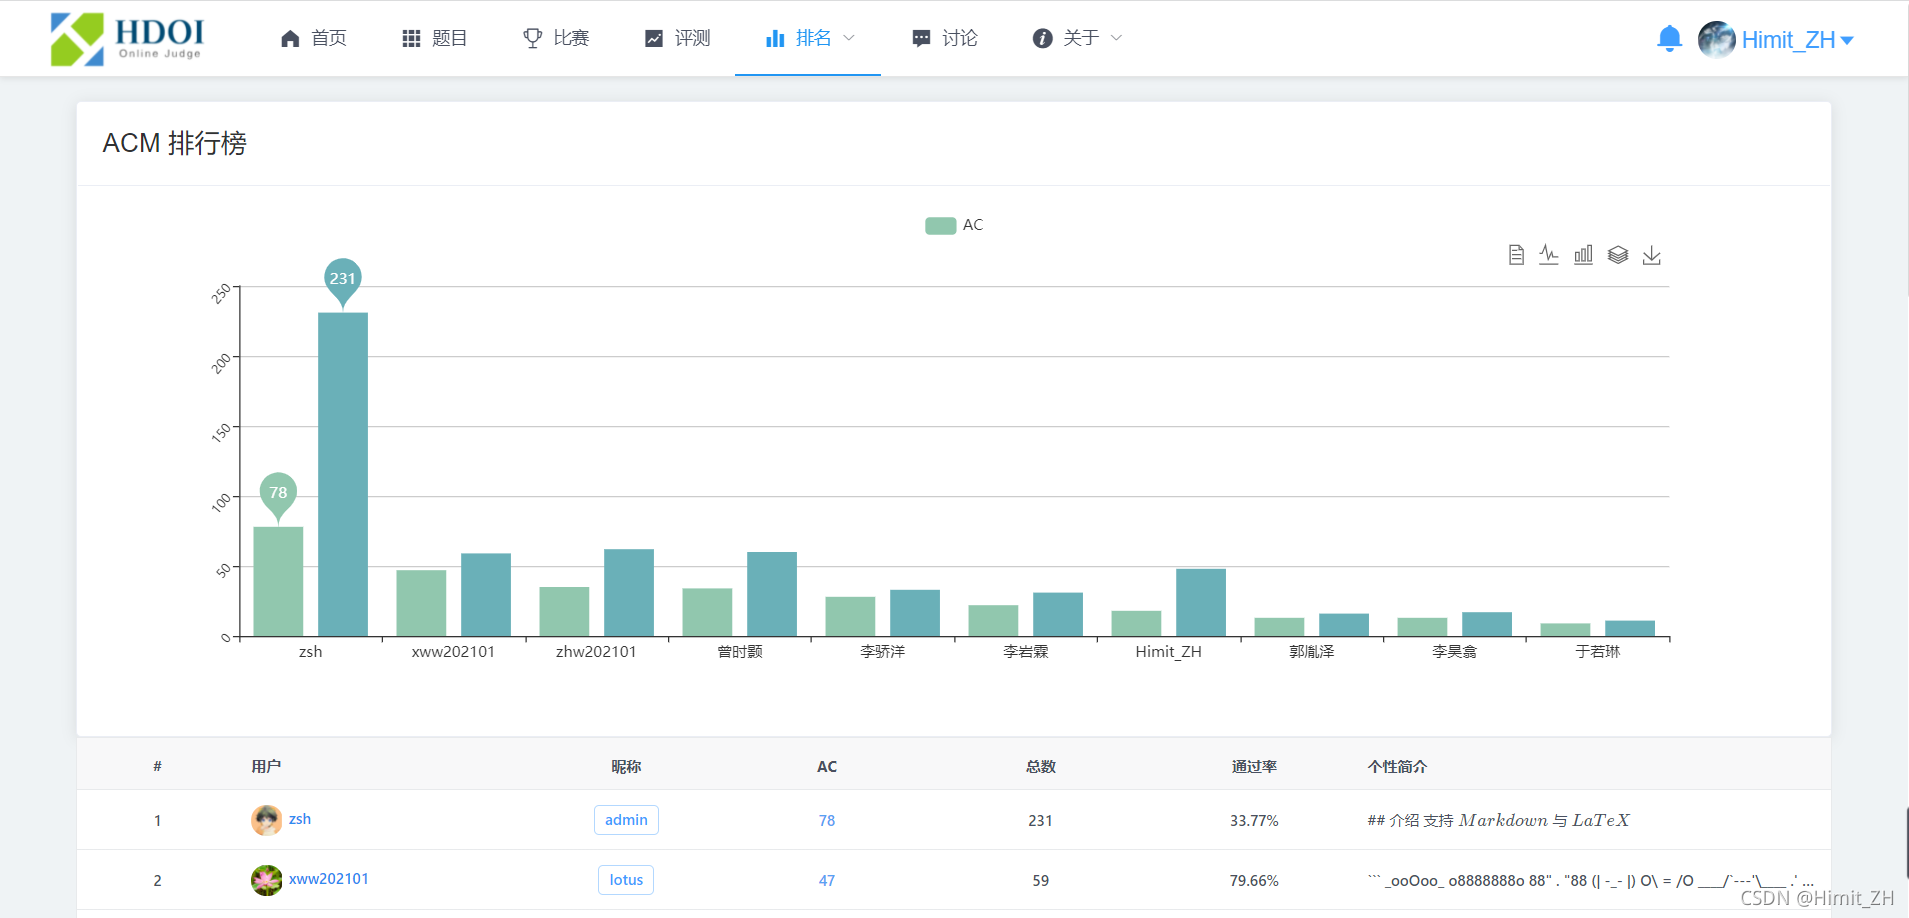 HDOI
Online Judge
首页 题目 比赛 评测 排名 讨论 关于
Himit_ZH
ACM 排行榜
AC
250
200
150
100
50
0
231
78
zsh xww202101 zhw202101 曾时颢 李骄洋 李岩霖 Himit_ZH 郭胤泽 李昊翕 于若琳
# 用户 昵称 AC 总数 通过率 个性简介
1 zsh admin 78 231 33.77% ## 介绍 支持 Markdown 与 LaTeX
2 xww202101 lotus 47 59 79.66% ``` _ooOoo_ o8888888o 88" . "88 (| -_- |) O\ = /O ____/`---'\____ .' ...
CSDN @Himit_ZH